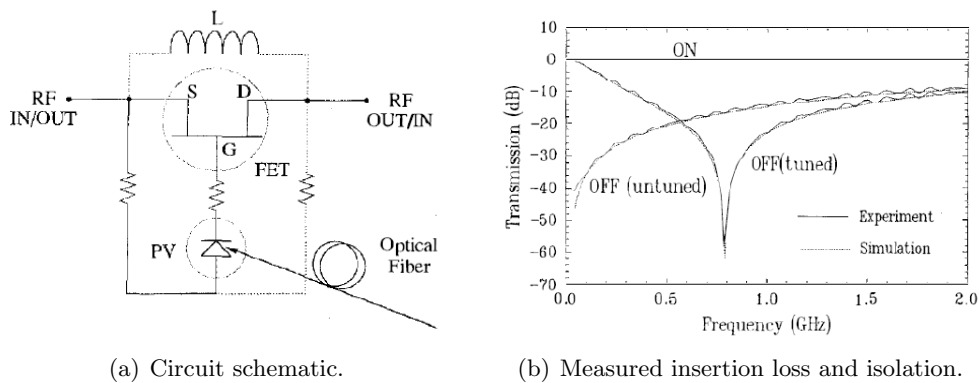 L
S
D
RF
IN/OUT
RF
OUT/IN
G
FET
PV
Optical
Fiber
(a) Circuit schematic.
10
0
−10
−20
−30
−40
−50
−60
−70
Transmission (dB)
ON
OFF (untuned)
OFF(tuned)
Experiment
Simulation
0.0
0.5
1.0
1.5
2.0
Frequency (GHz)
(b) Measured insertion loss and isolation.